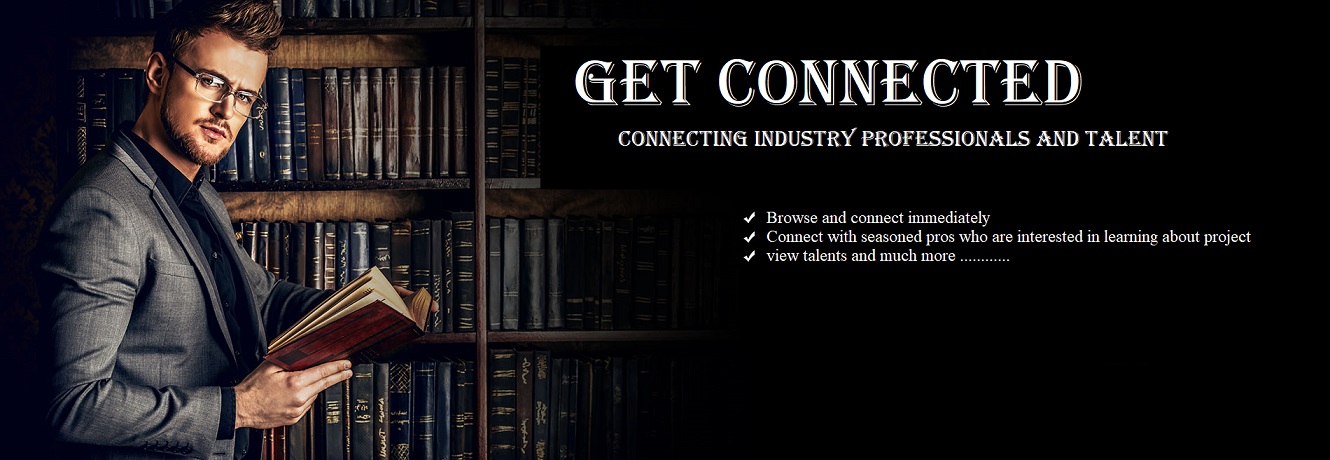 GET CONNECTED
CONNECTING INDUSTRY PROFESSIONALS AND TALENT
Browse and connect immediately
Connect with seasoned pros who are interested in learning about project
view talents and much more ............